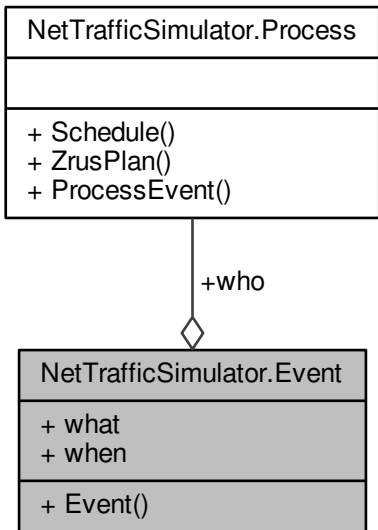 NetTrafficSimulator.Process
+ Schedule()
+ ZrusPlan()
+ ProcessEvent()
+who
NetTrafficSimulator.Event
+ what
+ when
+ Event()